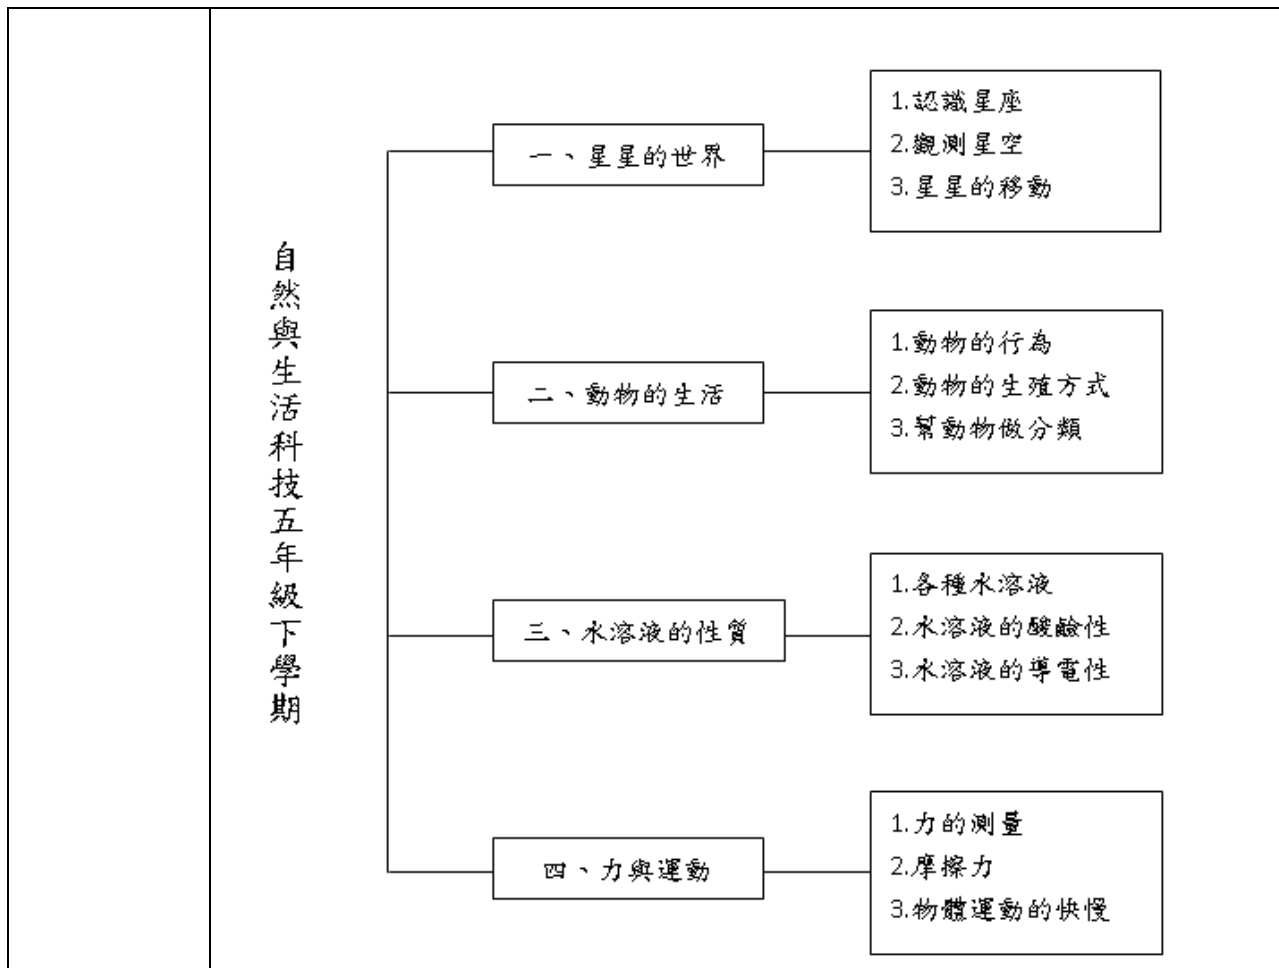 自然與生活科技五年級下學期
一、星星的世界
1.認識星座
2.觀測星空
3.星星的移動
二、動物的生活
1.動物的行為
2.動物的生殖方式
3.幫動物做分類
三、水溶液的性質
1.各種水溶液
2.水溶液的酸鹼性
3.水溶液的導電性
四、力與運動
1.力的測量
2.摩擦力
3.物體運動的快慢